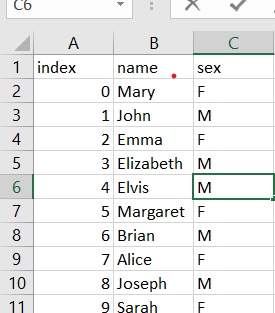 C6
A B C
1 index name sex
2 0 Mary F
3 1 John M
4 2 Emma F
5 3 Elizabeth M
6 4 Elvis M
7 5 Margaret F
8 6 Brian M
9 7 Alice F
10 8 Joseph M
11 9 Sarah F